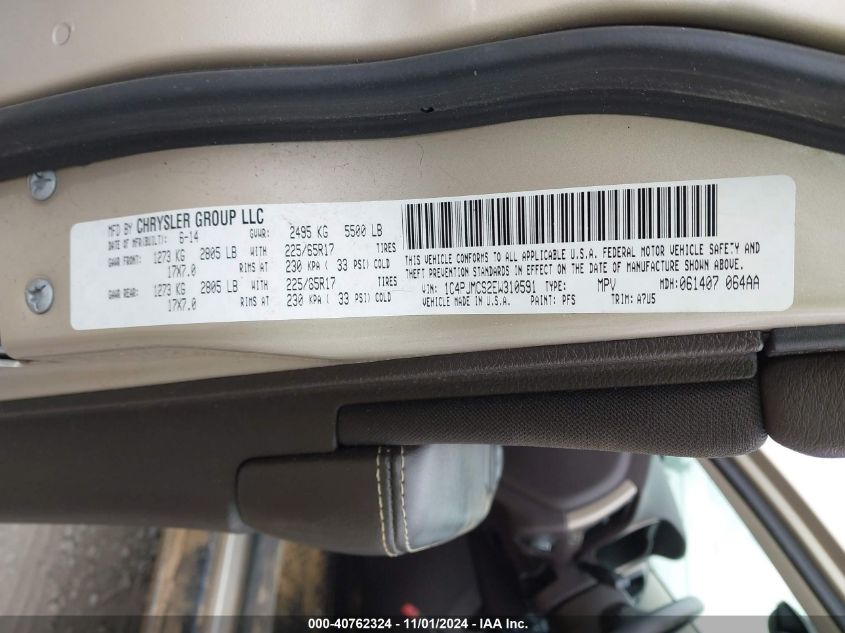 MFD BY CHRYSLER GROUP LLC
DATE OF MFR(BUILT): 6-14 GVWR: 2495 KG 5500 LB
GAWR FRONT: 1273 KG 2805 LB WITH 225/65R17 TIRES
17X7.0 RIMS AT 230 KPA ( 33 PSI) COLD
GAWR REAR: 1273 KG 2805 LB WITH 225/65R17 TIRES
17X7.0 RIMS AT 230 KPA ( 33 PSI) COLD
THIS VEHICLE CONFORMS TO ALL APPLICABLE U.S.A. FEDERAL MOTOR VEHICLE SAFETY AND
THEFT PREVENTION STANDARDS IN EFFECT ON THE DATE OF MANUFACTURE SHOWN ABOVE.
VIN: 1C4PJMCS2EW310591 TYPE: MPV MDH: 061407 064AA
VEHICLE MADE IN U.S.A. PAINT: PFS TRIM: A7U5
000-40762324 | 11/01/2024 | IAA Inc.